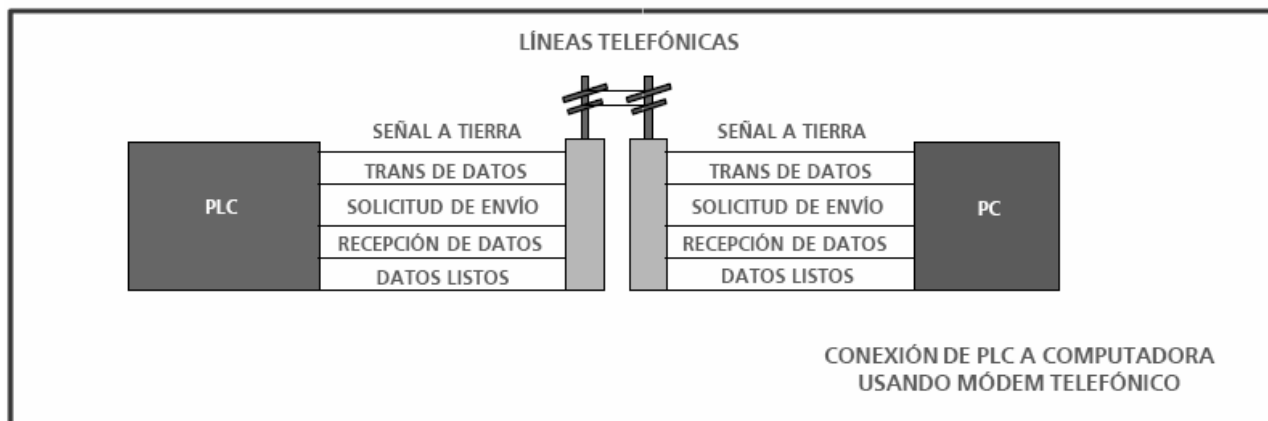 LÍNEAS TELEFÓNICAS
SEÑAL A TIERRA
TRANS DE DATOS
SOLICITUD DE ENVÍO
RECEPCIÓN DE DATOS
DATOS LISTOS
PLC
SEÑAL A TIERRA
TRANS DE DATOS
SOLICITUD DE ENVÍO
RECEPCIÓN DE DATOS
DATOS LISTOS
PC
CONEXIÓN DE PLC A COMPUTADORA
USANDO MÓDEM TELEFÓNICO